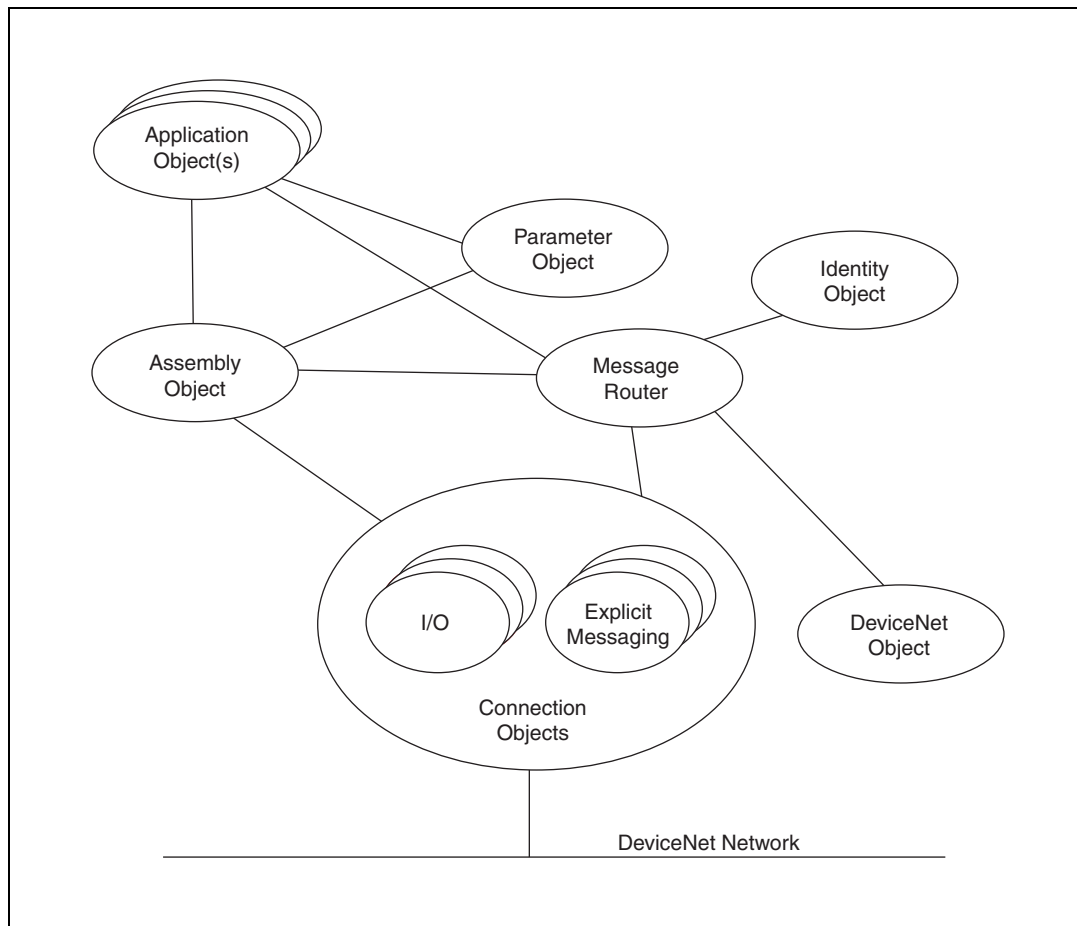 Application
Object(s)
Parameter
Object
Identity
Object
Assembly
Object
Message
Router
I/O
Explicit
Messaging
DeviceNet
Object
Connection
Objects
DeviceNet Network